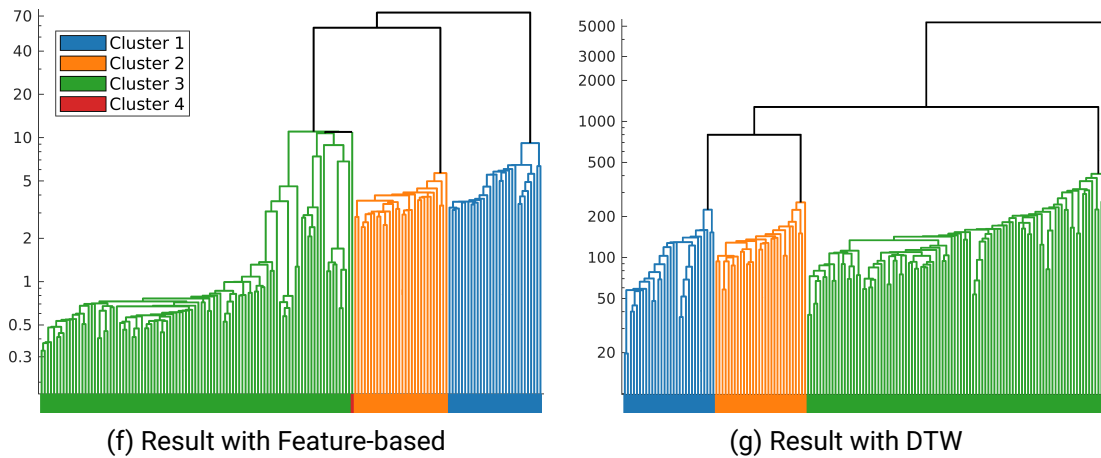 70
40
20
10
5
2
1
0.5
0.3
Cluster 1
Cluster 2
Cluster 3
Cluster 4
(f) Result with Feature-based
5000
2000
1000
500
200
100
50
20
(g) Result with DTW